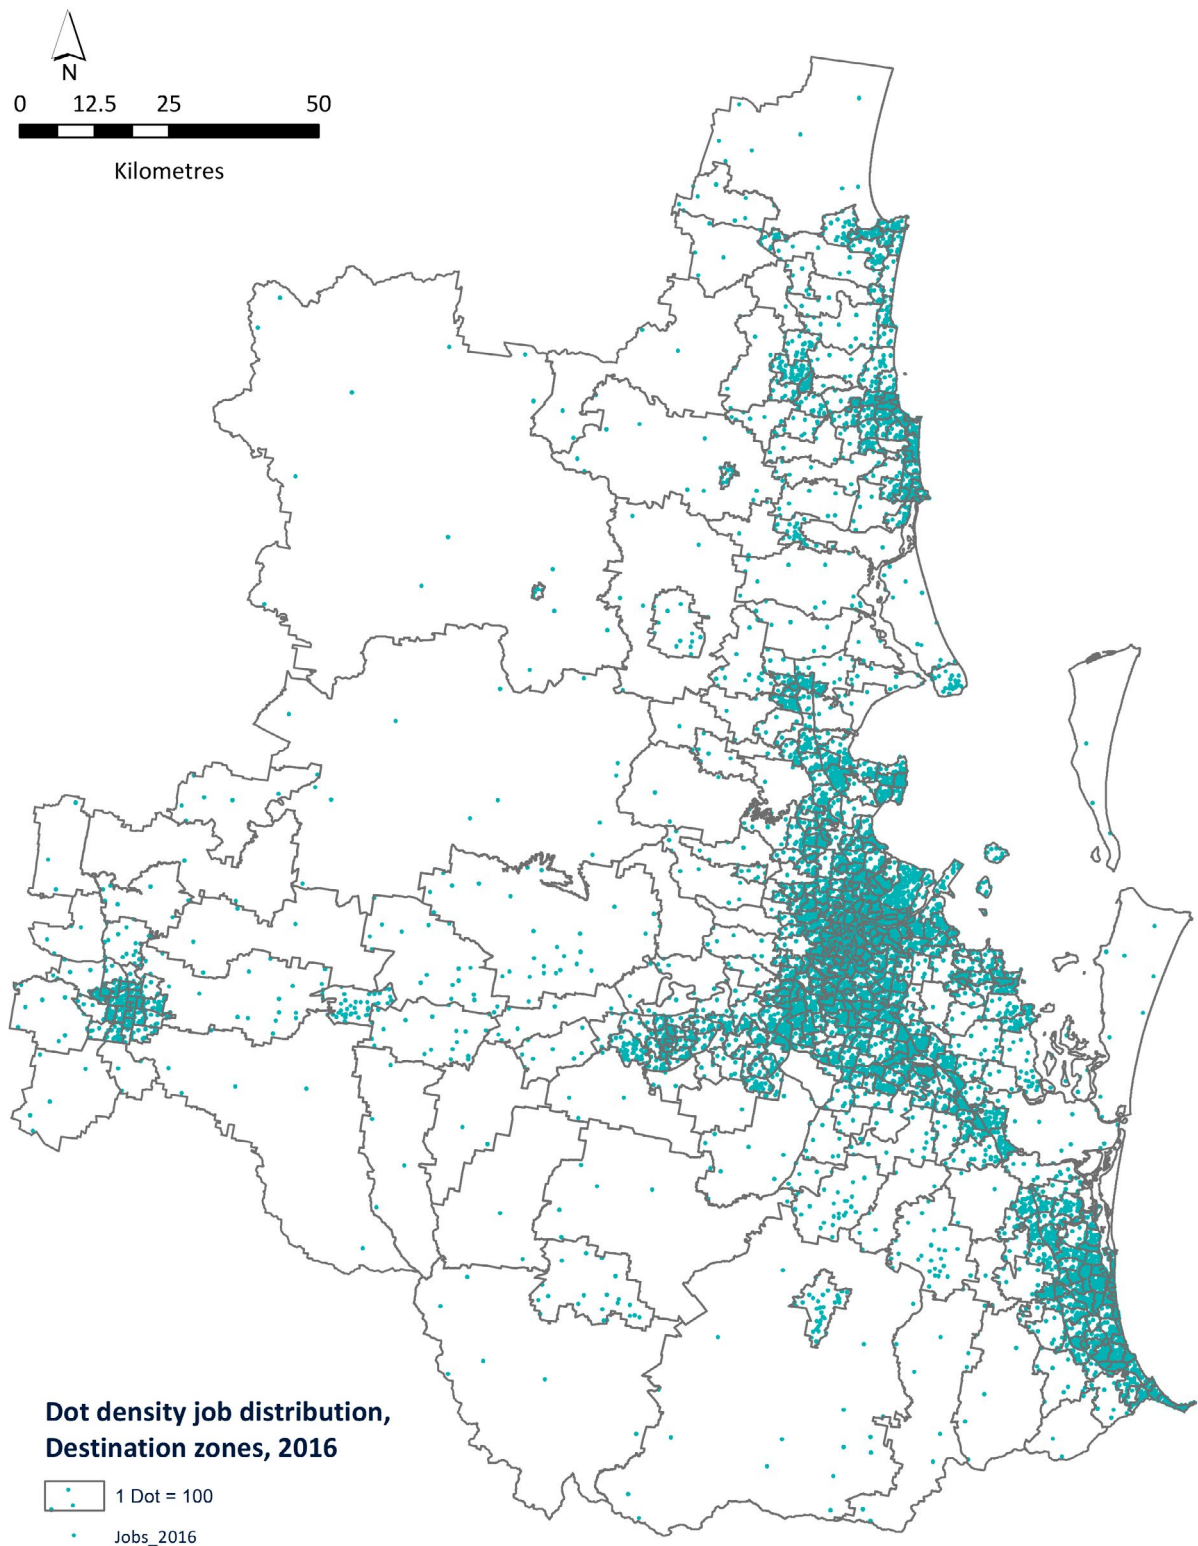 N
0 12.5 25 50
Kilometres
Dot density job distribution,
Destination zones, 2016
1 Dot = 100
Jobs_2016